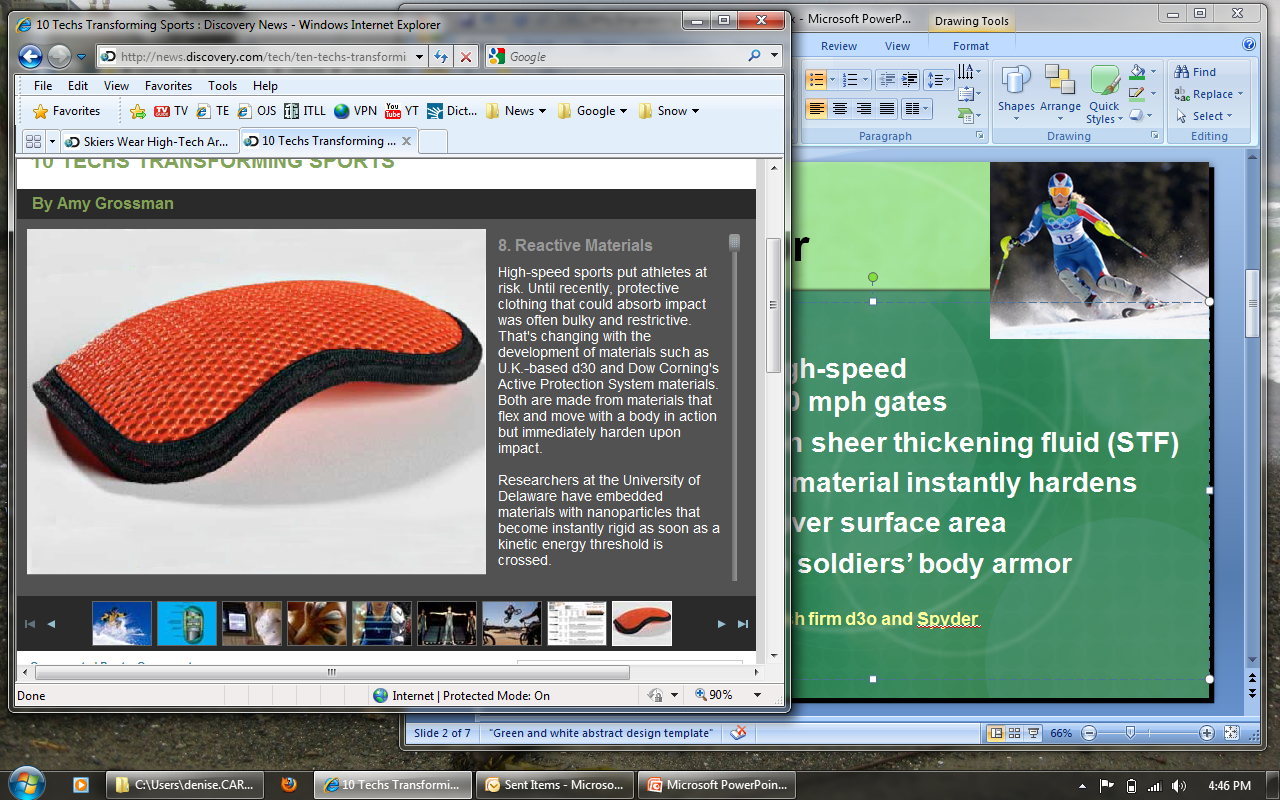 10 Techs Transforming Sports : Discovery News - Windows Internet Explorer
http://news.discovery.com/tech/ten-techs-transformi
Google
File Edit View Favorites Tools Help
Favorites TV TE OJS ITLL VPN YT Dict... News Google Snow
Skiers Wear High-Tech Ar...
10 Techs Transforming ...
10 TECHS TRANSFORMING SPORTS
By Amy Grossman
8. Reactive Materials
High-speed sports put athletes at
risk. Until recently, protective
clothing that could absorb impact
was often bulky and restrictive.
That's changing with the
development of materials such as
U.K.-based d30 and Dow Corning's
Active Protection System materials.
Both are made from materials that
flex and move with a body in action
but immediately harden upon
impact.
Researchers at the University of
Delaware have embedded
materials with nanoparticles that
become instantly rigid as soon as a
kinetic energy threshold is
crossed.
Done
Internet | Protected Mode: On
90%
- Microsoft PowerP...
Drawing Tools
Review View Format
Shapes Arrange Quick Styles
Find
Replace
Select
Paragraph Drawing Editing
r
18
gh-speed
0 mph gates
n sheer thickening fluid (STF)
material instantly hardens
ver surface area
soldiers' body armor
sh firm d3o and Spyder
Slide 2 of 7 "Green and white abstract design template" 66%
C:\Users\denise.CAR...
10 Techs Transformi...
Sent Items - Microso...
Microsoft PowerPoin...
4:46 PM